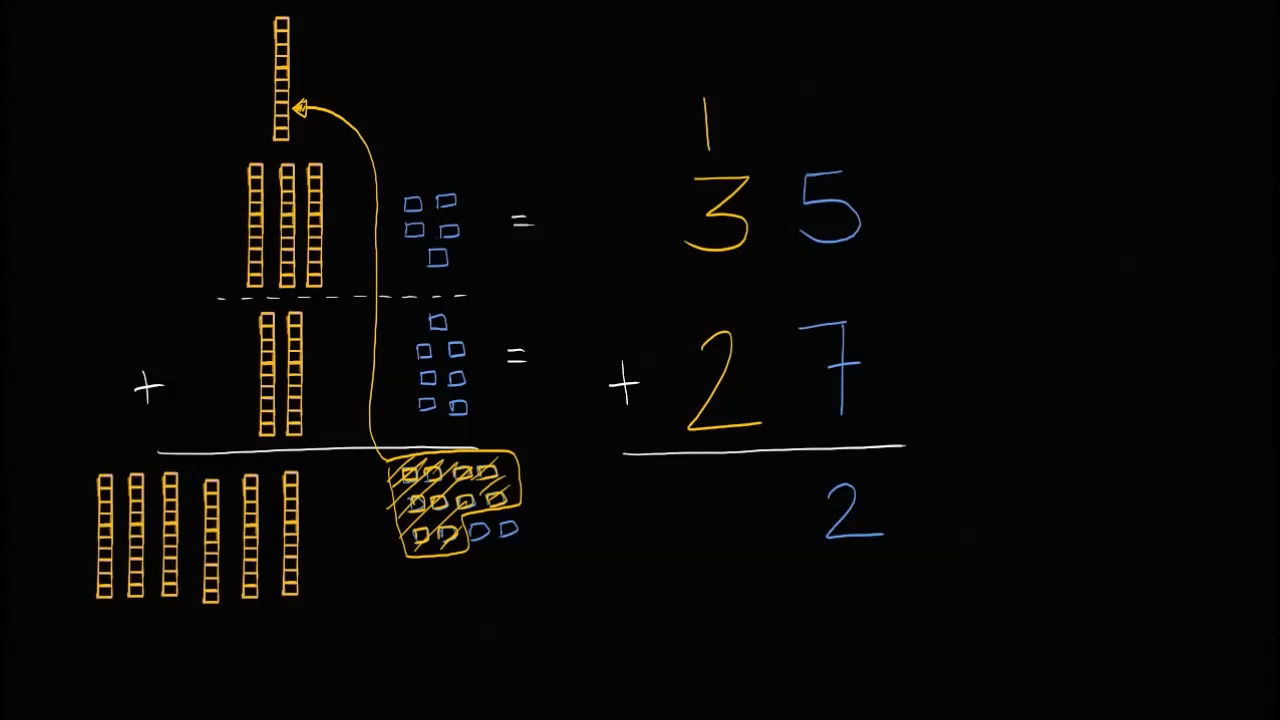 1
= 35
+ = + 27
2